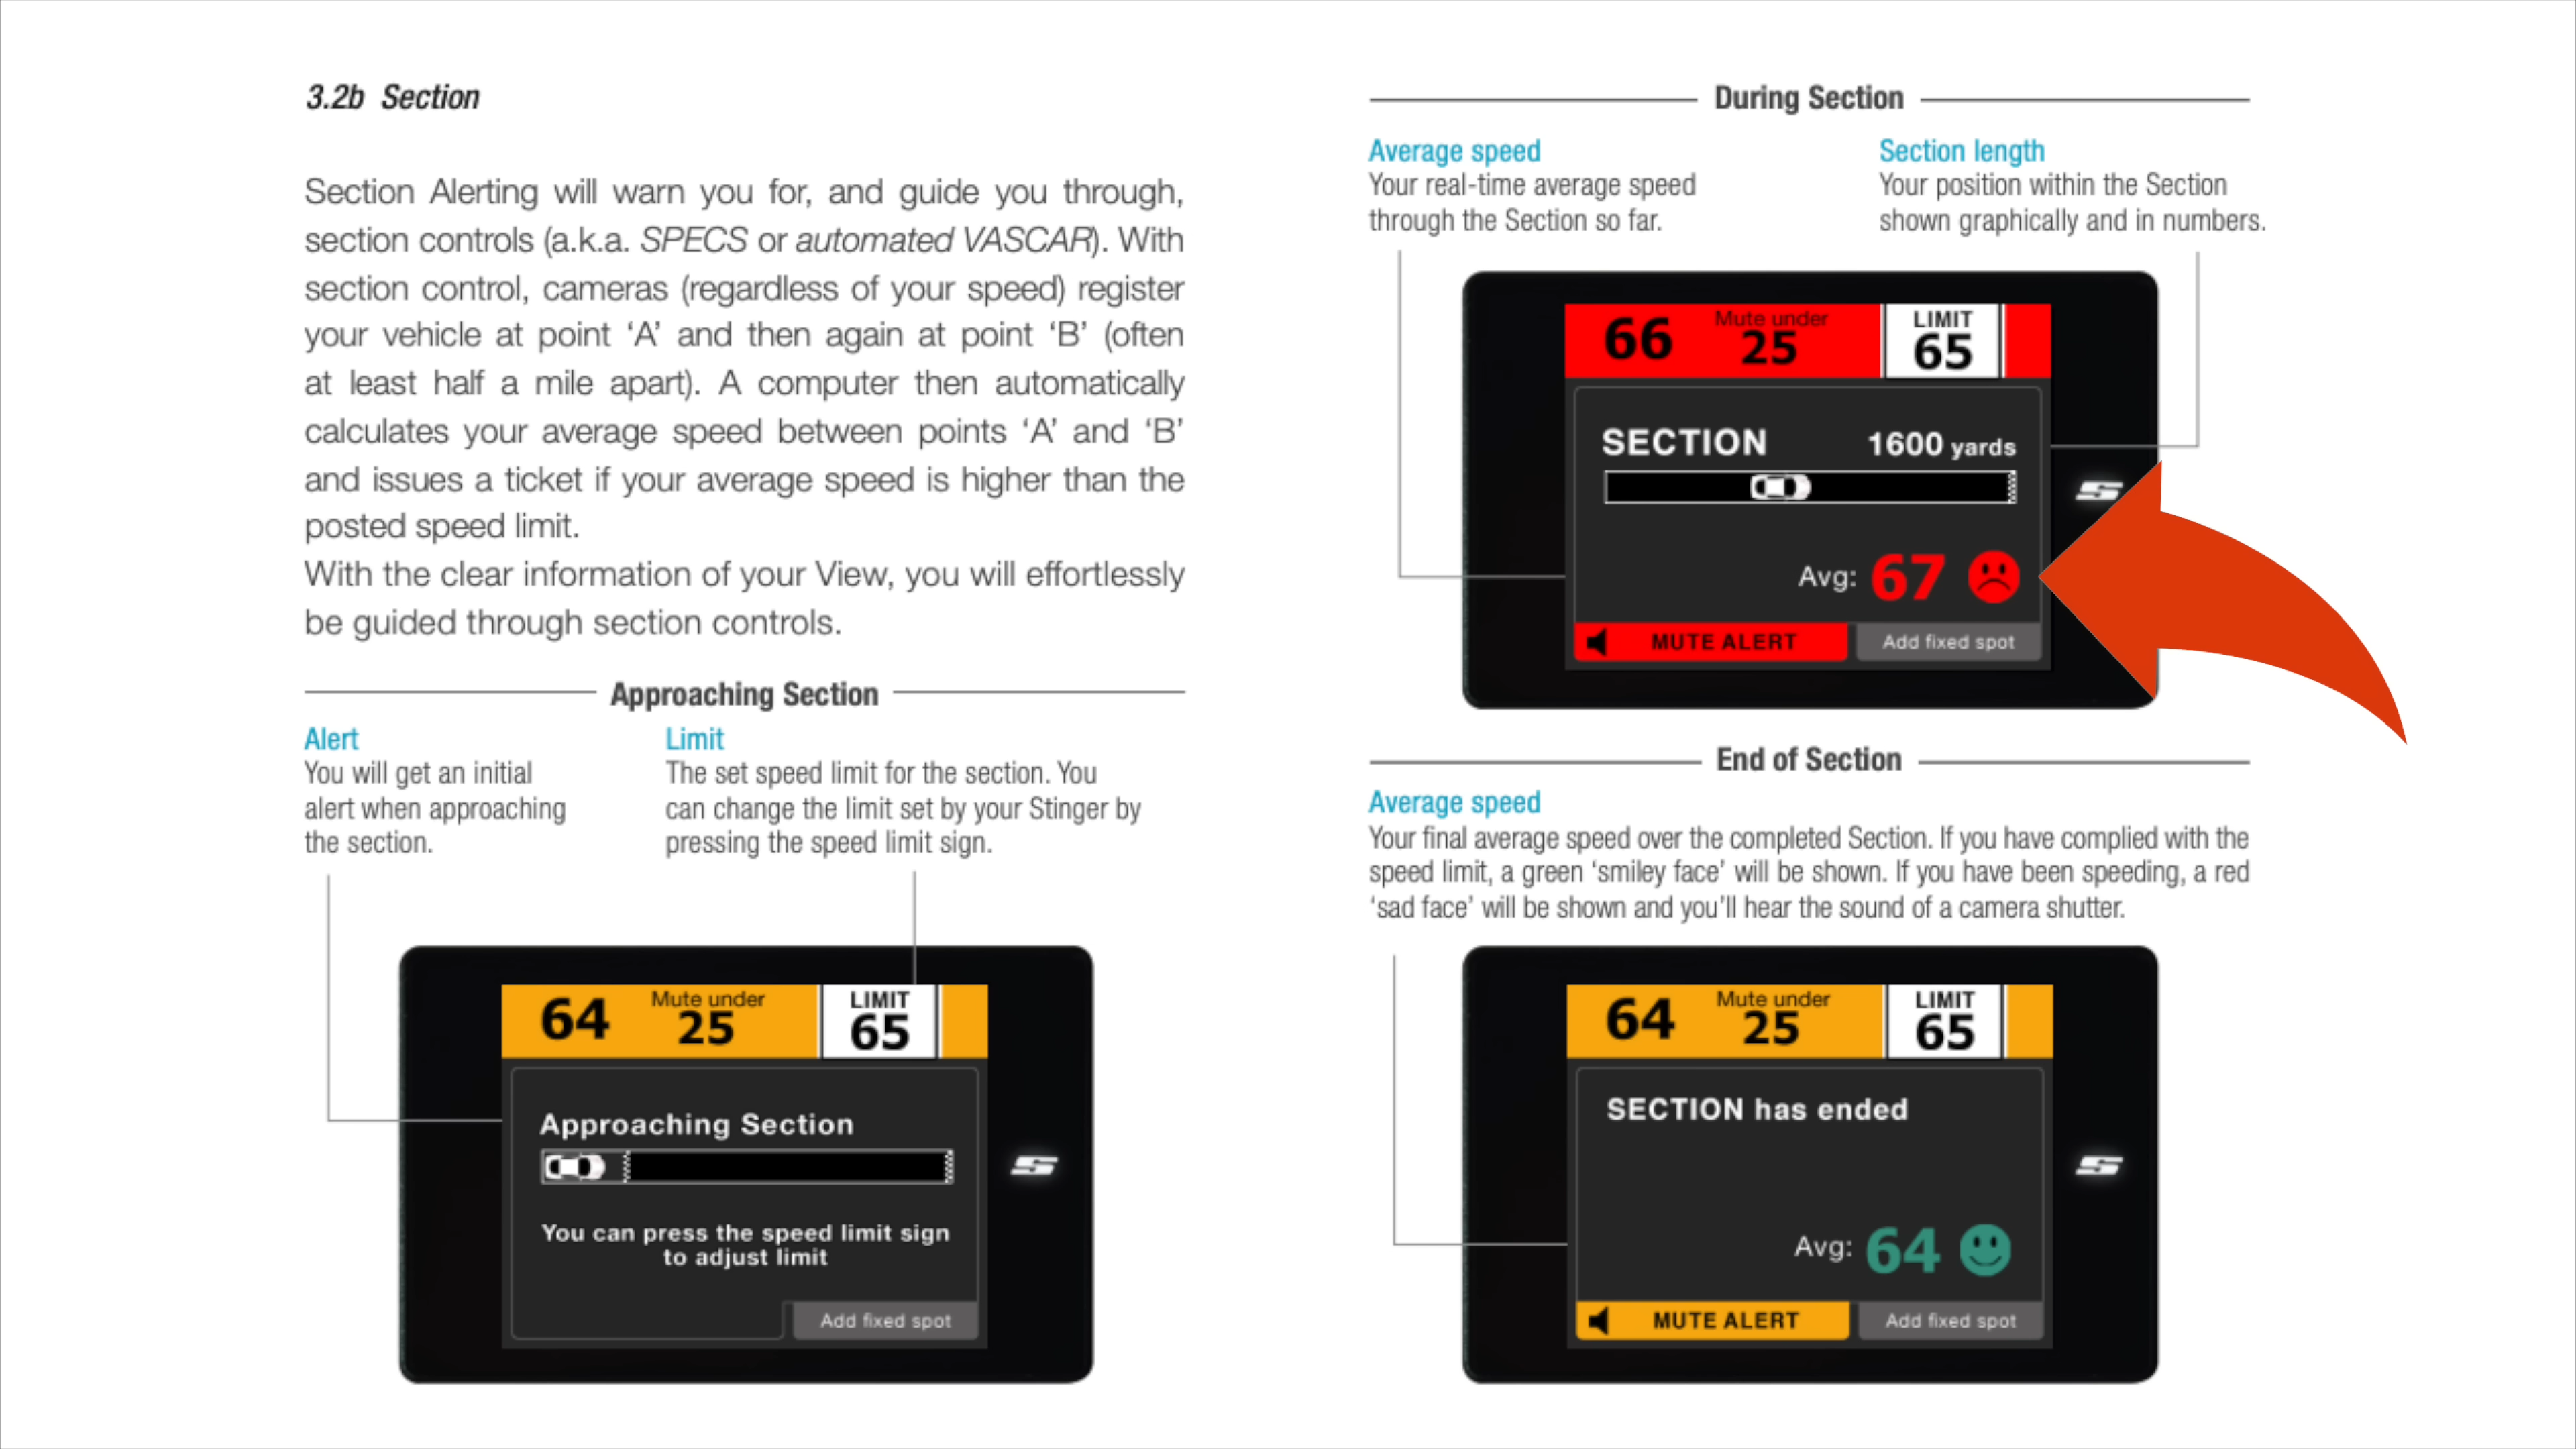 3.2b Section
Section Alerting will warn you for, and guide you through,
section controls (a.k.a. SPECS or automated VASCAR). With
section control, cameras (regardless of your speed) register
your vehicle at point ‘A’ and then again at point ‘B’ (often
at least half a mile apart). A computer then automatically
calculates your average speed between points ‘A’ and ‘B’
and issues a ticket if your average speed is higher than the
posted speed limit.
With the clear information of your View, you will effortlessly
be guided through section controls.
Approaching Section
Alert
You will get an initial
alert when approaching
the section.
Limit
The set speed limit for the section. You
can change the limit set by your Stinger by
pressing the speed limit sign.
64
Mute under
25
LIMIT
65
Approaching Section
You can press the speed limit sign
to adjust limit
Add fixed spot
During Section
Average speed
Your real-time average speed
through the Section so far.
Section length
Your position within the Section
shown graphically and in numbers.
66
Mute under
25
LIMIT
65
SECTION 1600 yards
Avg: 67
MUTE ALERT
Add fixed spot
End of Section
Average speed
Your final average speed over the completed Section. If you have complied with the
speed limit, a green ‘smiley face’ will be shown. If you have been speeding, a red
‘sad face’ will be shown and you’ll hear the sound of a camera shutter.
64
Mute under
25
LIMIT
65
SECTION has ended
Avg: 64
MUTE ALERT
Add fixed spot